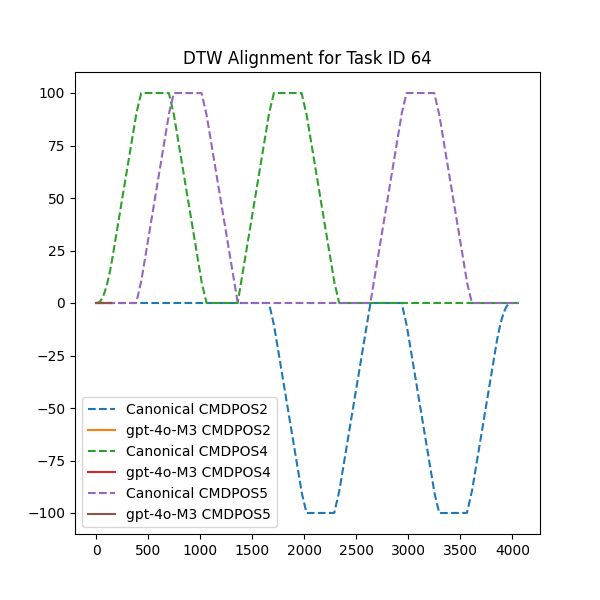 DTW Alignment for Task ID 64
100
75
50
25
0
−25
−50
−75
−100
Canonical CMDPOS2
gpt-4o-M3 CMDPOS2
Canonical CMDPOS4
gpt-4o-M3 CMDPOS4
Canonical CMDPOS5
gpt-4o-M3 CMDPOS5
0 500 1000 1500 2000 2500 3000 3500 4000